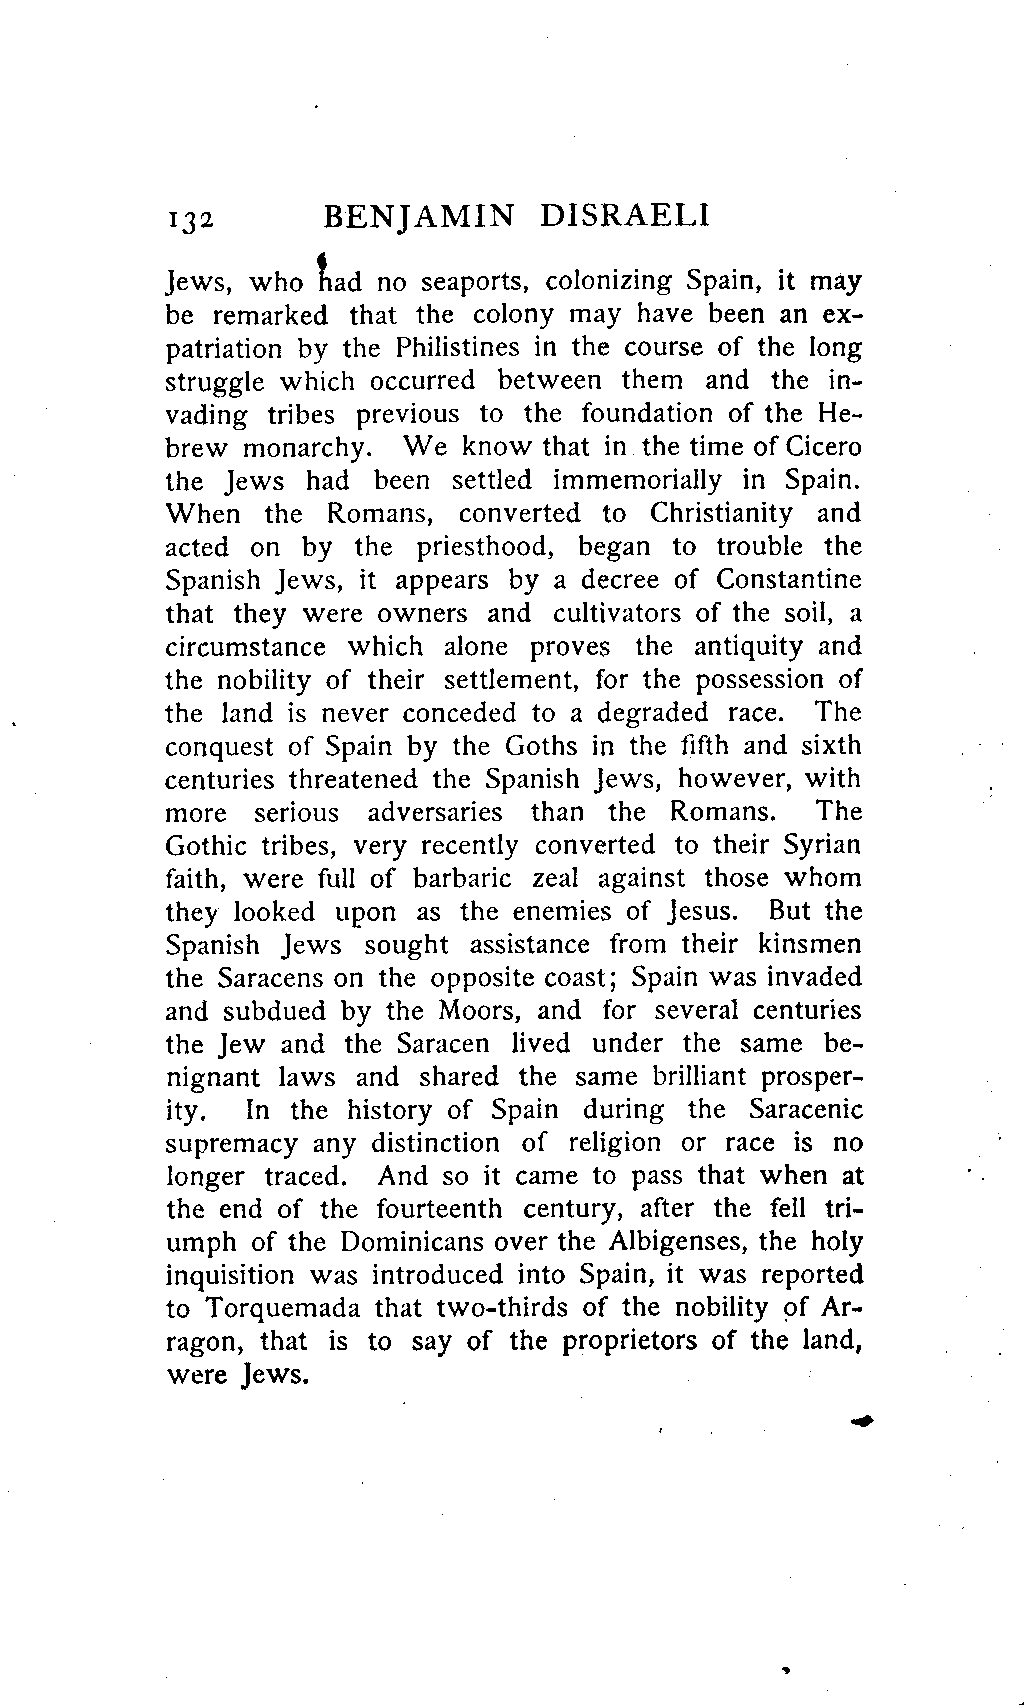 132 BENJAMIN DISRAELI
Jews, who had no seaports, colonizing Spain, it may
be remarked that the colony may have been an ex-
patriation by the Philistines in the course of the long
struggle which occurred between them and the in-
vading tribes previous to the foundation of the He-
brew monarchy. We know that in the time of Cicero
the Jews had been settled immemorially in Spain.
When the Romans, converted to Christianity and
acted on by the priesthood, began to trouble the
Spanish Jews, it appears by a decree of Constantine
that they were owners and cultivators of the soil, a
circumstance which alone proves the antiquity and
the nobility of their settlement, for the possession of
the land is never conceded to a degraded race. The
conquest of Spain by the Goths in the fifth and sixth
centuries threatened the Spanish Jews, however, with
more serious adversaries than the Romans. The
Gothic tribes, very recently converted to their Syrian
faith, were full of barbaric zeal against those whom
they looked upon as the enemies of Jesus. But the
Spanish Jews sought assistance from their kinsmen
the Saracens on the opposite coast; Spain was invaded
and subdued by the Moors, and for several centuries
the Jew and the Saracen lived under the same be-
nignant laws and shared the same brilliant prosper-
ity. In the history of Spain during the Saracenic
supremacy any distinction of religion or race is no
longer traced. And so it came to pass that when at
the end of the fourteenth century, after the fell tri-
umph of the Dominicans over the Albigenses, the holy
inquisition was introduced into Spain, it was reported
to Torquemada that two-thirds of the nobility of Ar-
ragon, that is to say of the proprietors of the land,
were Jews.